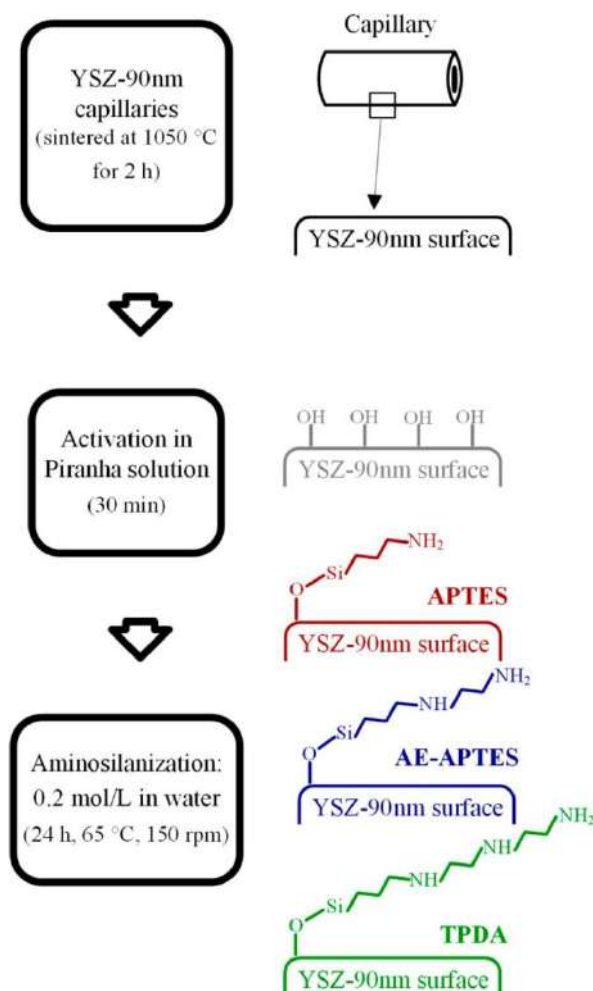 YSZ-90nm
capillaries
(sintered at 1050 °C
for 2 h)
Capillary
YSZ-90nm surface
Activation in
Piranha solution
(30 min)
OH OH OH OH
YSZ-90nm surface
NH2
Si
O
APTES
YSZ-90nm surface
Aminosilanization:
0.2 mol/L in water
(24 h, 65 °C, 150 rpm)
NH2
NH
Si
O
AE-APTES
YSZ-90nm surface
NH2
NH
NH
Si
O
TPDA
YSZ-90nm surface